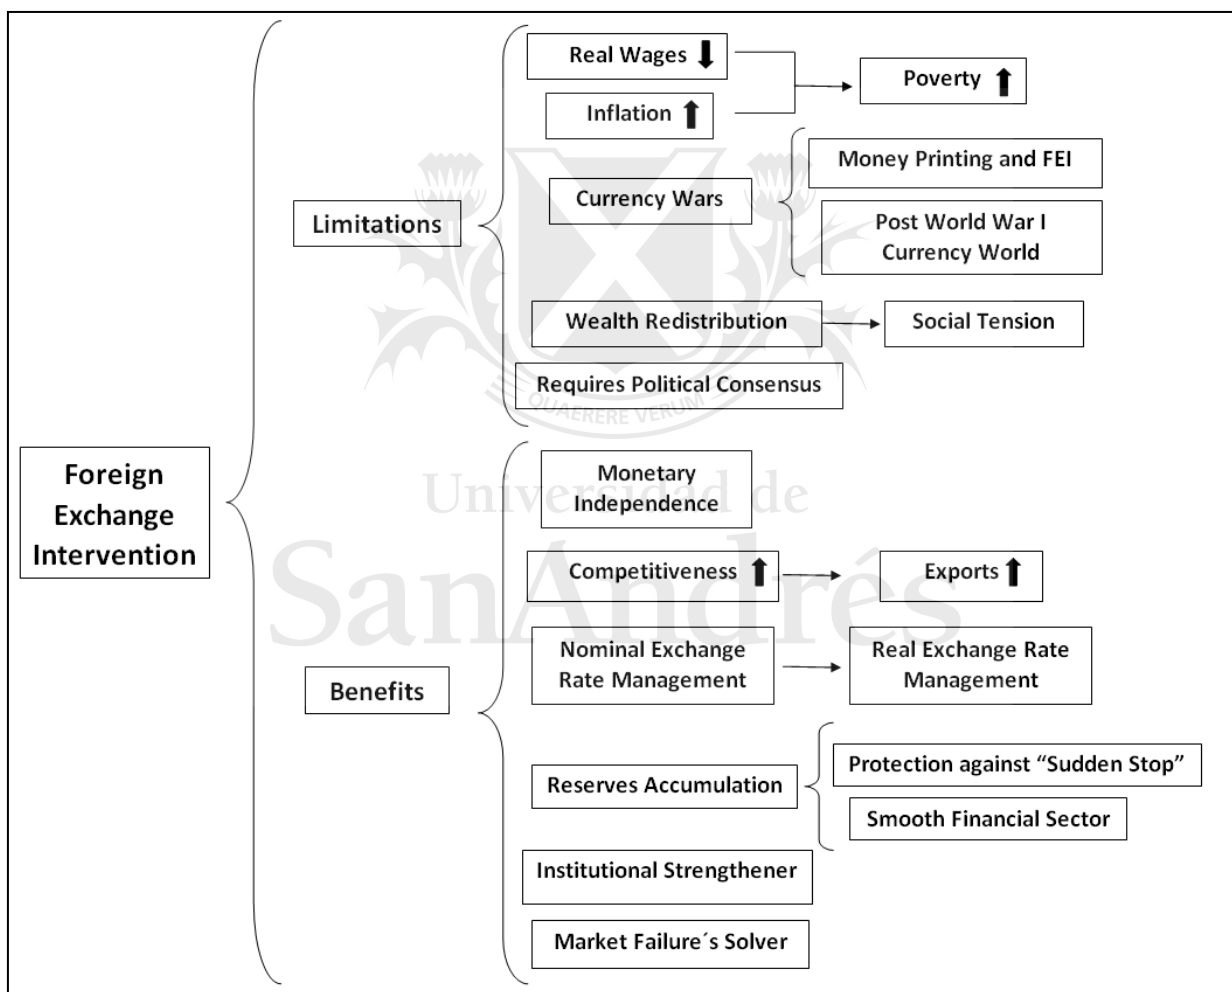 Real Wages
Poverty
Inflation
Money Printing and FEI
Currency Wars
Limitations
Post World War I
Currency World
Wealth Redistribution
Social Tension
Requires Political Consensus
QUAERERE VERUM
Foreign
Exchange
Intervention
Monetary
Independence
Universidad de
SanAndrés
Competitiveness
Exports
Nominal Exchange
Rate Management
Real Exchange Rate
Management
Benefits
Reserves Accumulation
Protection against “Sudden Stop”
Smooth Financial Sector
Institutional Strengthener
Market Failure´s Solver